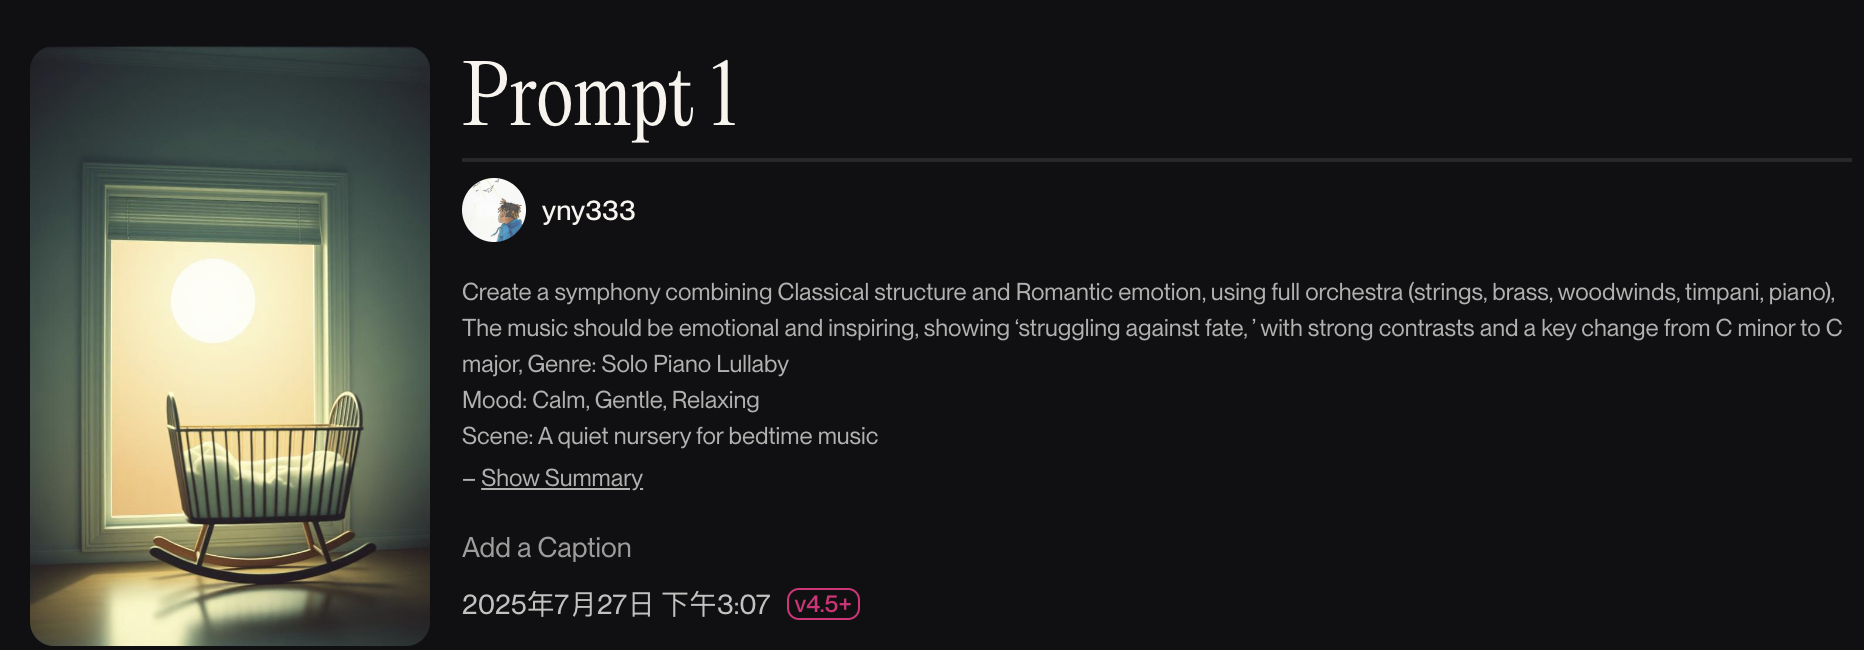 Prompt 1
yny333
Create a symphony combining Classical structure and Romantic emotion, using full orchestra (strings, brass, woodwinds, timpani, piano),
The music should be emotional and inspiring, showing ‘struggling against fate, ’ with strong contrasts and a key change from C minor to C
major, Genre: Solo Piano Lullaby
Mood: Calm, Gentle, Relaxing
Scene: A quiet nursery for bedtime music
– Show Summary
Add a Caption
2025年7月27日 下午3:07 v4.5+